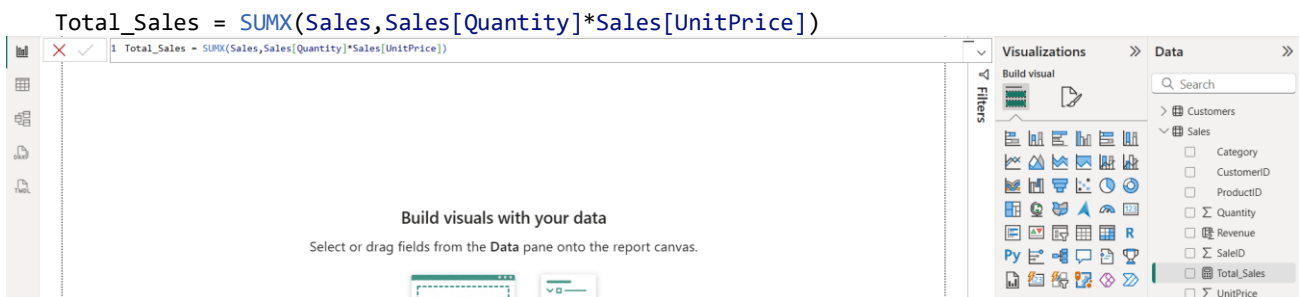 Total_Sales = SUMX(Sales,Sales[Quantity]*Sales[UnitPrice])
1 Total_Sales = SUMX(Sales,Sales[Quantity]*Sales[UnitPrice])
Filters
Visualizations
Build visual
Data
Search
Customers
Sales
Category
CustomerID
ProductID
Quantity
Revenue
SaleID
Total_Sales
UnitPrice
123
R
Py
Build visuals with your data
Select or drag fields from the Data pane onto the report canvas.
TMDL